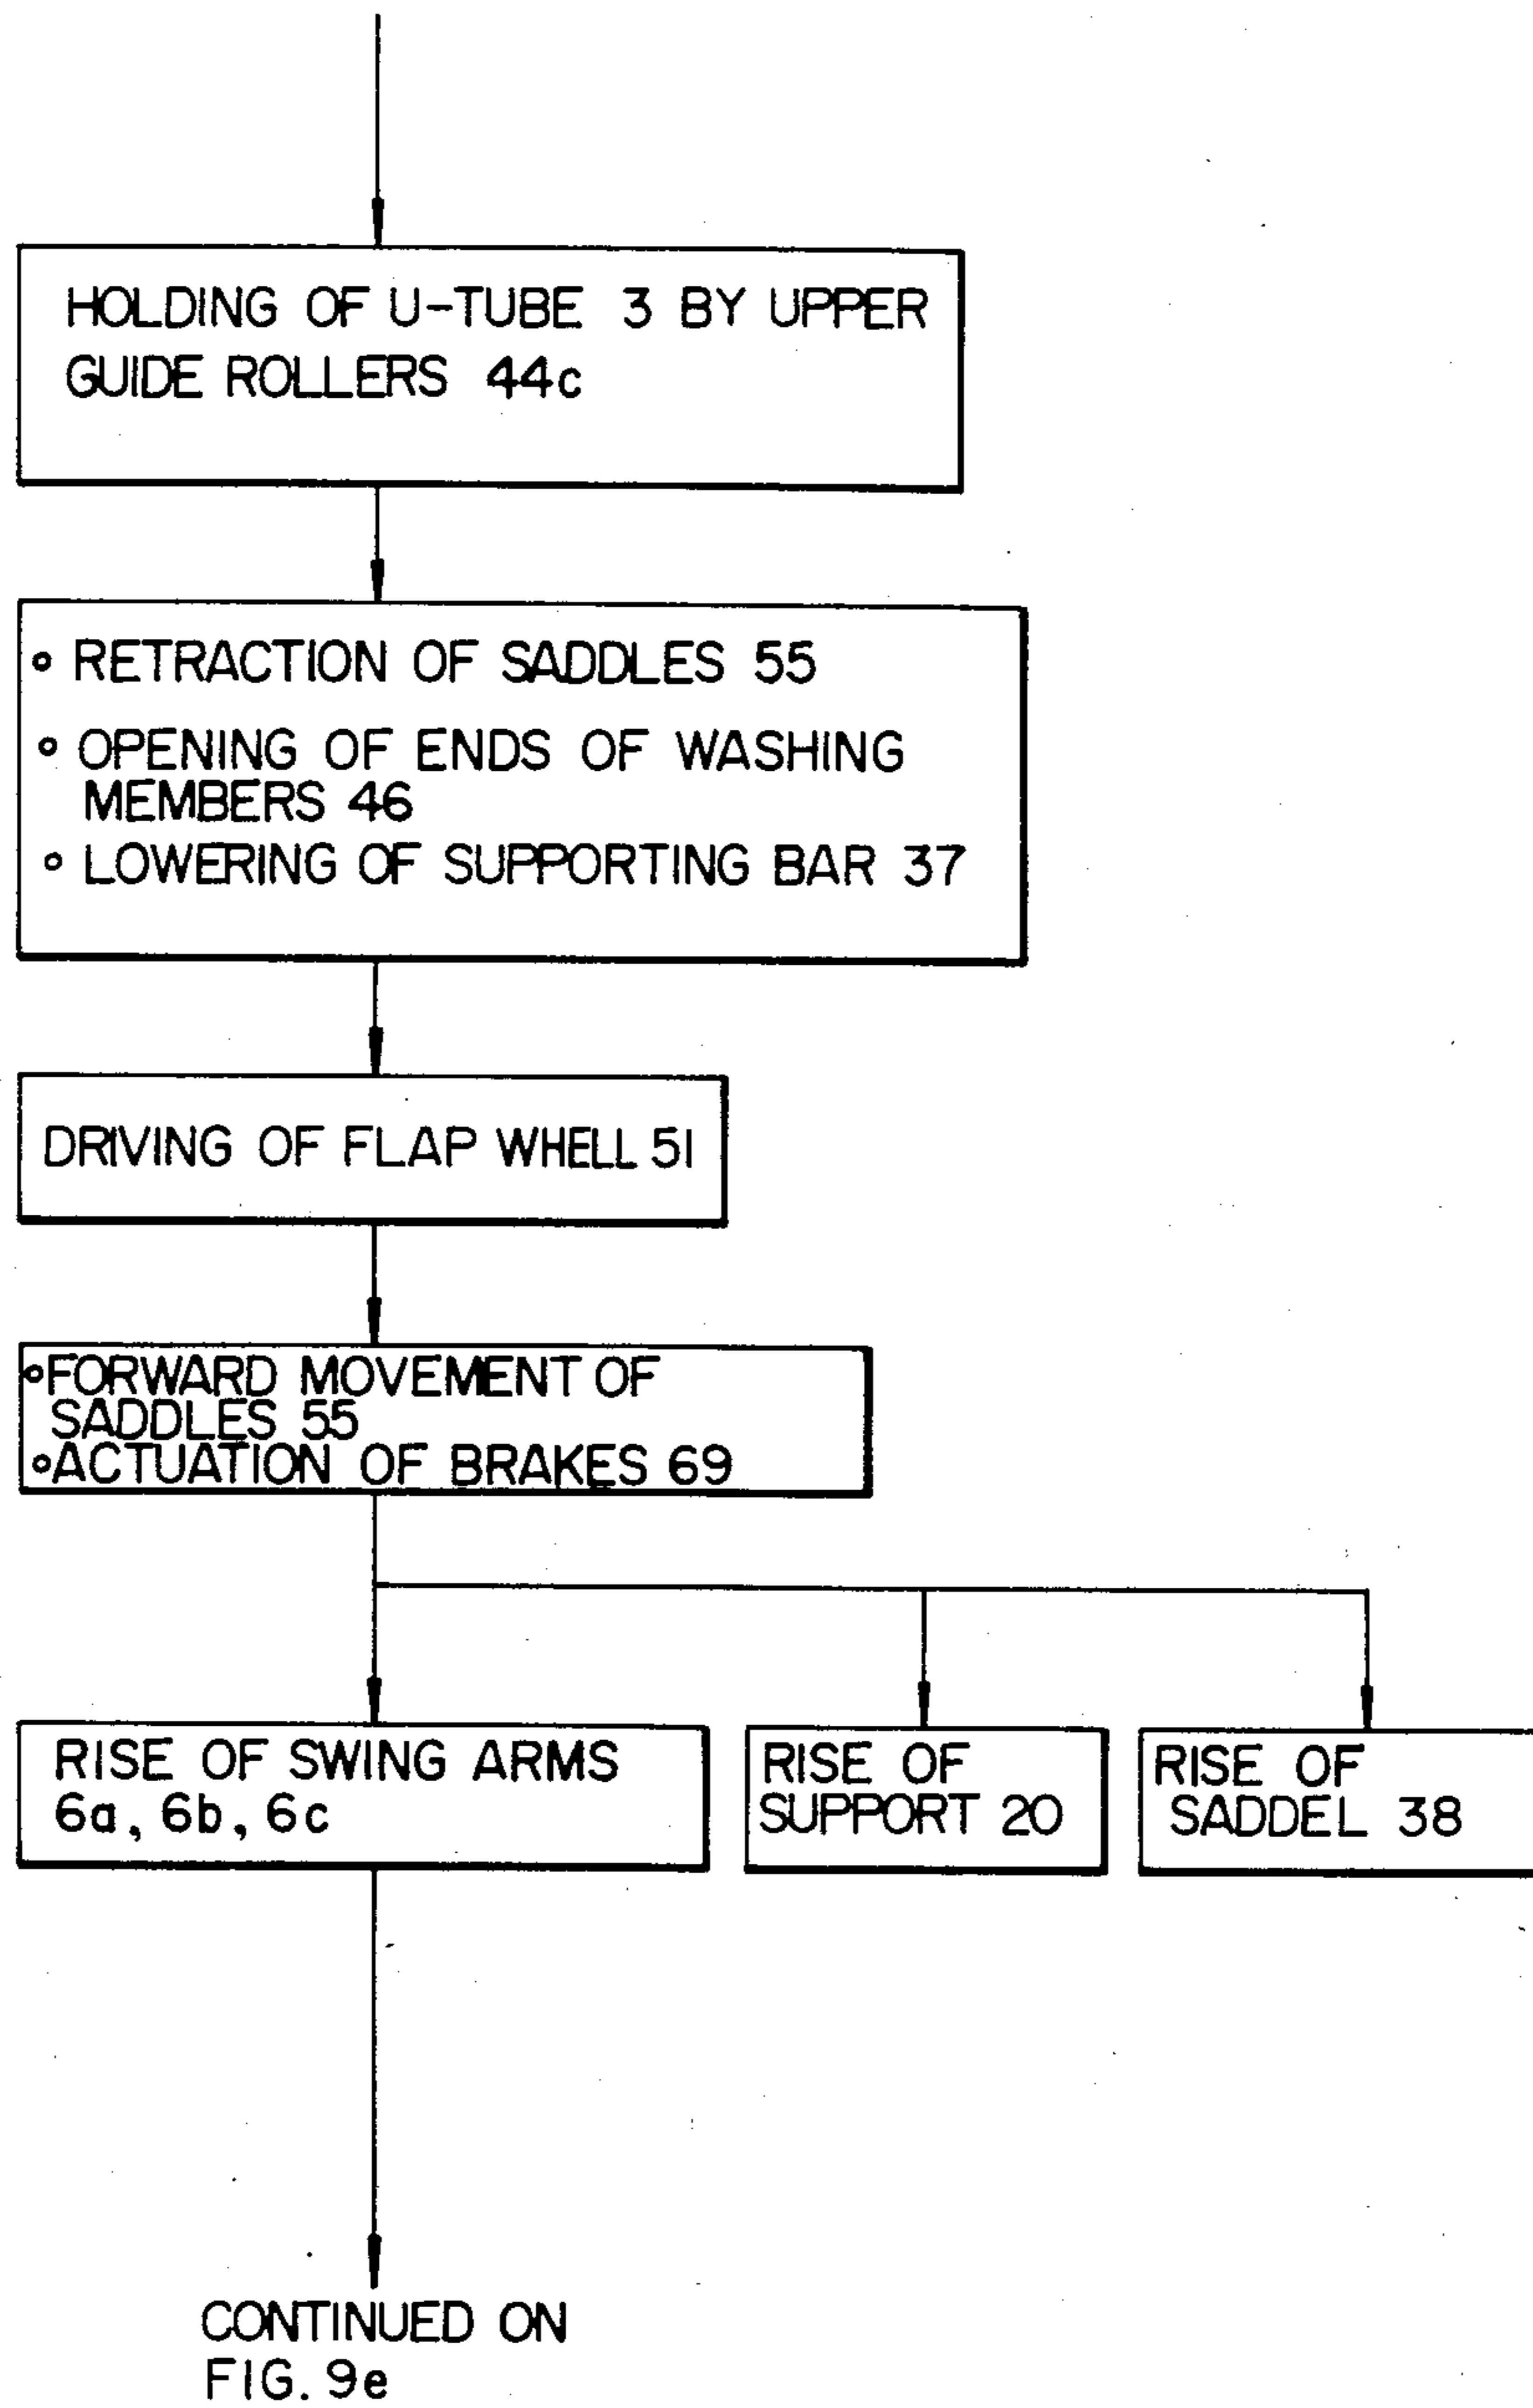 HOLDING OF U-TUBE 3 BY UPPER
GUIDE ROLLERS 44c
∘ RETRACTION OF SADDLES 55
∘ OPENING OF ENDS OF WASHING
MEMBERS 46
∘ LOWERING OF SUPPORTING BAR 37
DRIVING OF FLAP WHELL 51
∘FORWARD MOVEMENT OF
SADDLES 55
∘ACTUATION OF BRAKES 69
RISE OF SWING ARMS
6a, 6b, 6c
RISE OF
SUPPORT 20
RISE OF
SADDEL 38
CONTINUED ON
FIG. 9e